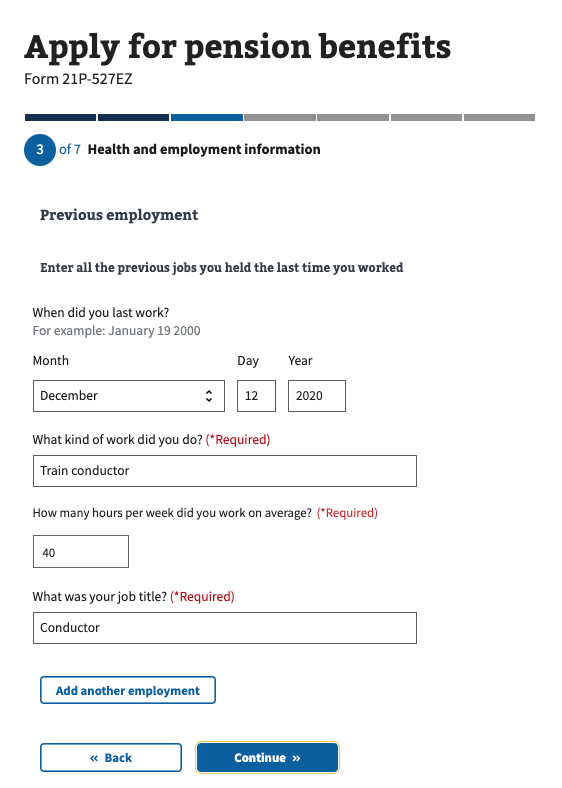 Apply for pension benefits
Form 21P-527EZ
3 of 7 Health and employment information
Previous employment
Enter all the previous jobs you held the last time you worked
When did you last work?
For example: January 19 2000
Month Day Year
December 12 2020
What kind of work did you do? (*Required)
Train conductor
How many hours per week did you work on average? (*Required)
40
What was your job title? (*Required)
Conductor
Add another employment
« Back Continue »